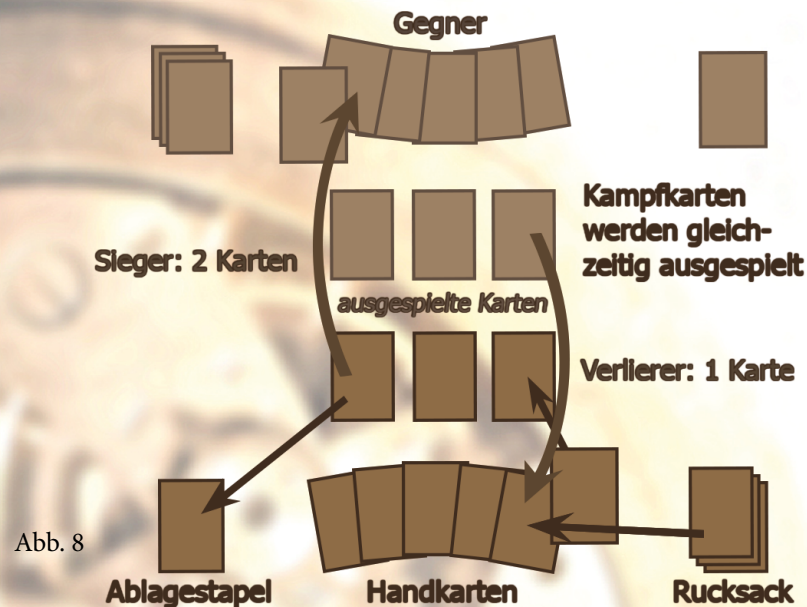 Gegner
Kampfkarten
werden gleich-
zeitig ausgespielt
Sieger: 2 Karten
ausgespielte Karten
Verlierer: 1 Karte
Abb. 8
Ablagestapel
Handkarten
Rucksack